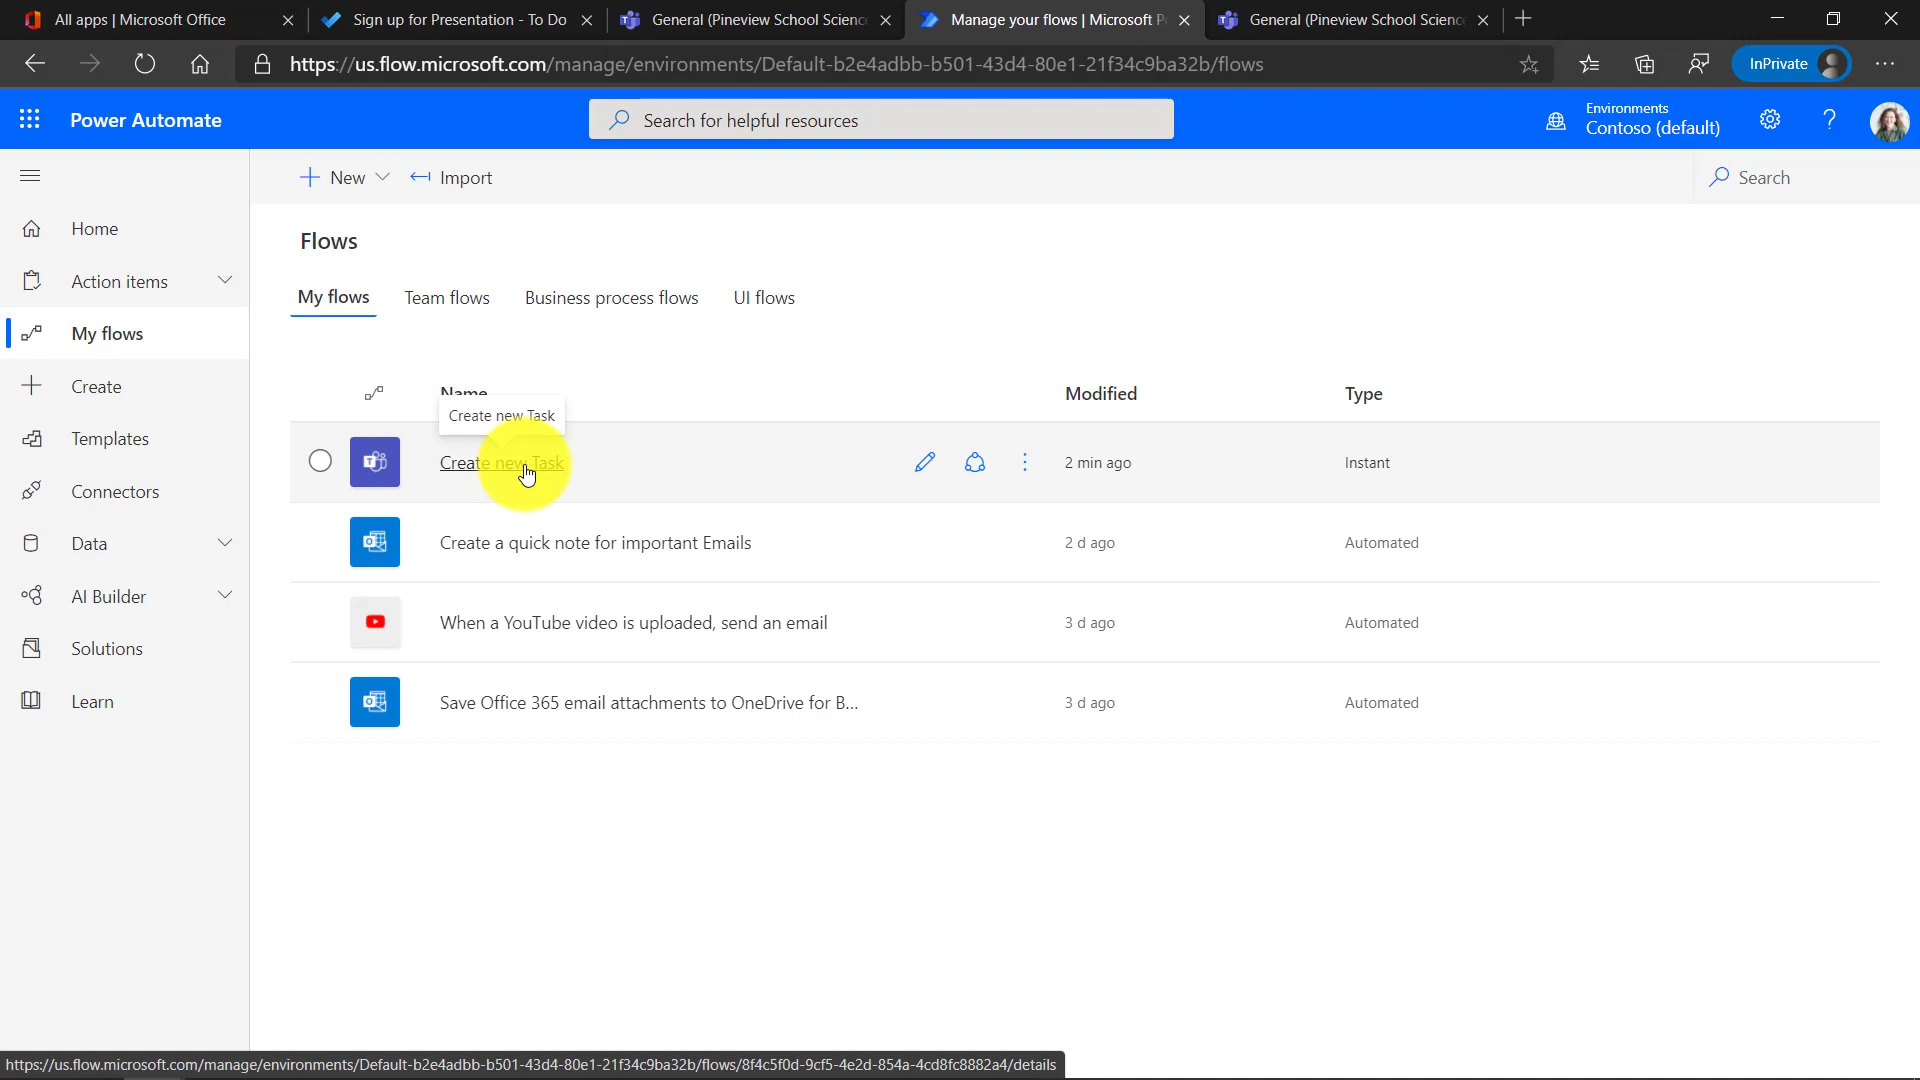 All apps | Microsoft Office
Sign up for Presentation - To Do
General (Pineview School Scienc
Manage your flows | Microsoft P
General (Pineview School Scienc
https://us.flow.microsoft.com/manage/environments/Default-b2e4adbb-b501-43d4-80e1-21f34c9ba32b/flows
InPrivate
Power Automate
Search for helpful resources
Environments
Contoso (default)
New
Import
Search
Home
Action items
My flows
Create
Templates
Connectors
Data
AI Builder
Solutions
Learn
Flows
My flows
Team flows
Business process flows
UI flows
Name
Modified
Type
Create new Task
Create new Task
2 min ago
Instant
Create a quick note for important Emails
2 d ago
Automated
When a YouTube video is uploaded, send an email
3 d ago
Automated
Save Office 365 email attachments to OneDrive for B...
3 d ago
Automated
https://us.flow.microsoft.com/manage/environments/Default-b2e4adbb-b501-43d4-80e1-21f34c9ba32b/flows/8f4c5f0d-9cf5-4e2d-854a-4cd8fc8882a4/details